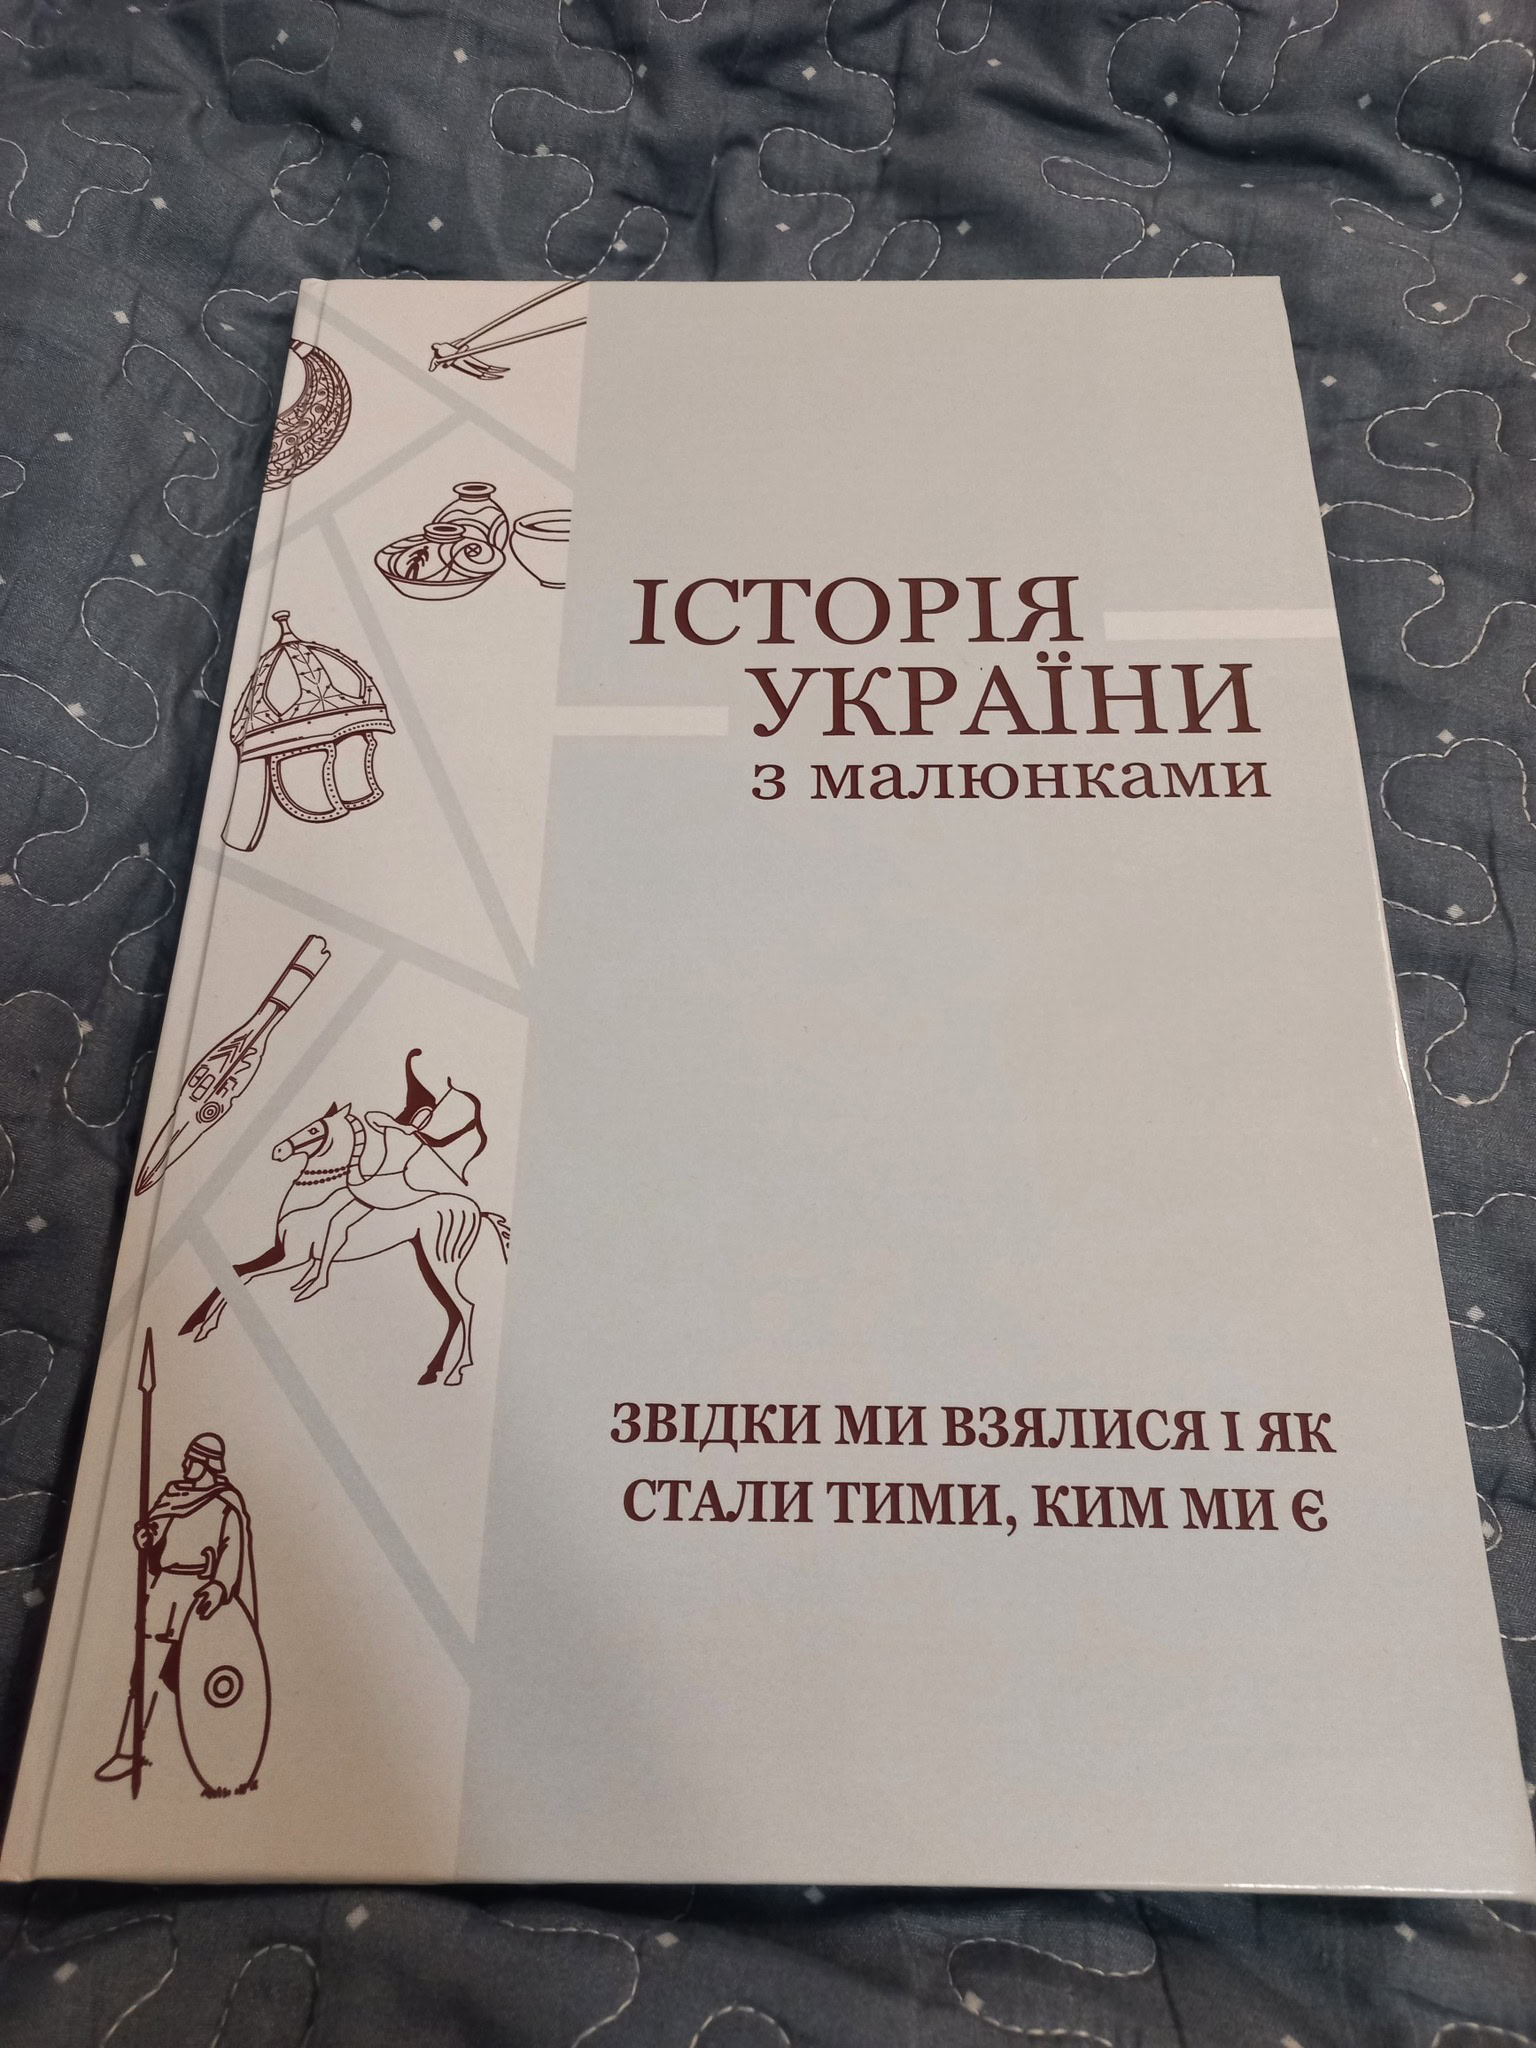 ІСТОРІЯ
УКРАЇНИ
з малюнками
ЗВІДКИ МИ ВЗЯЛИСЯ І ЯК
СТАЛИ ТИМИ, КИМ МИ Є